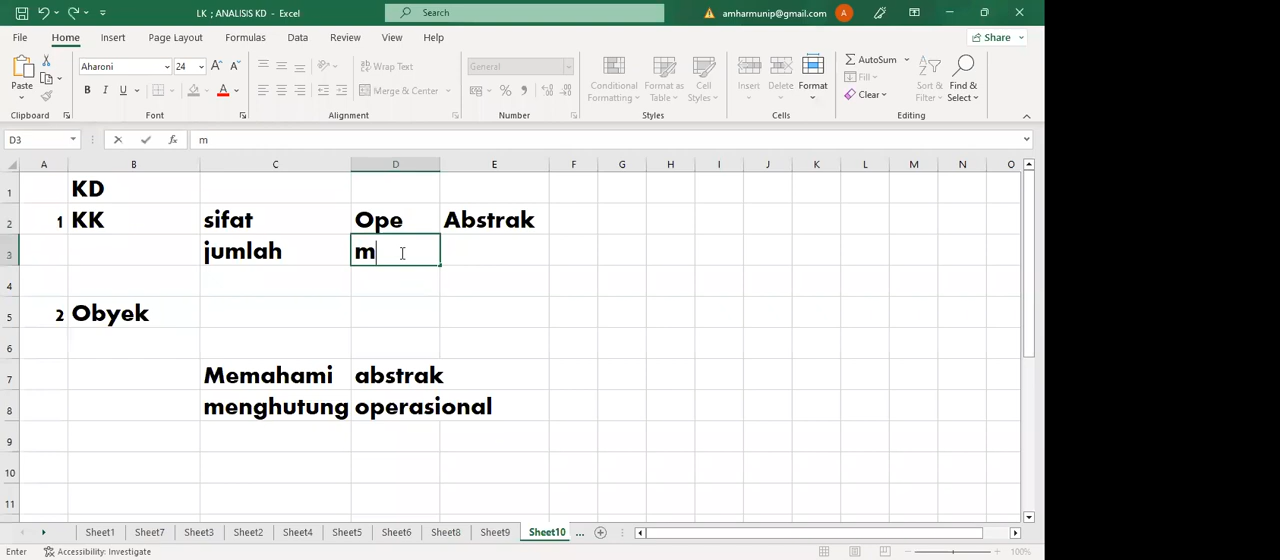 LK ; ANALISIS KD - Excel
Search
amharmunip@gmail.com
A
File Home Insert Page Layout Formulas Data Review View Help
Share
Paste
Clipboard
Aharoni 24
B I U
Font
Wrap Text
Merge & Center
Alignment
General
%
Number
Conditional Formatting
Format as Table
Cell Styles
Styles
Insert Delete Format
Cells
AutoSum
Fill
Clear
Sort & Filter
Find & Select
Editing
D3 fx m
A B C D E F G H I J K L M N O
1 KD
2 1 KK sifat Ope Abstrak
3 jumlah m
4
5 2 Obyek
6
7 Memahami abstrak
8 menghutung operasional
9
10
11
Sheet1 Sheet7 Sheet3 Sheet2 Sheet4 Sheet5 Sheet6 Sheet8 Sheet9 Sheet10 ...
Enter Accessibility: Investigate 100%